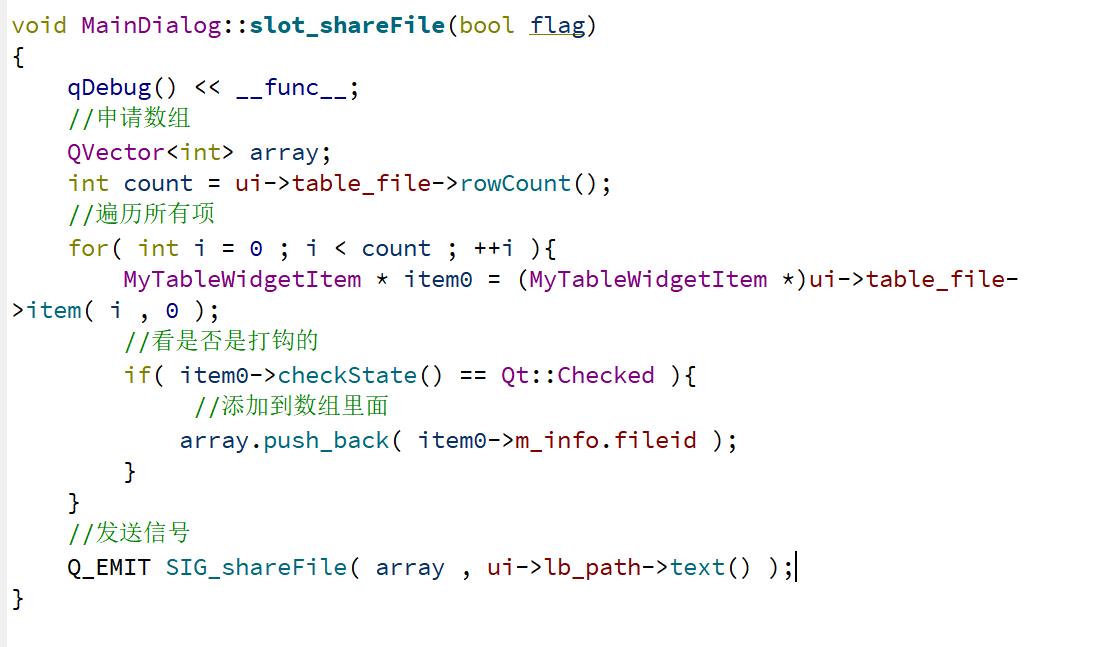 void MainDialog::slot_shareFile(bool flag)
{
    qDebug() << __func__;
    //申请数组
    QVector<int> array;
    int count = ui->table_file->rowCount();
    //遍历所有项
    for( int i = 0 ; i < count ; ++i ){
        MyTableWidgetItem * item0 = (MyTableWidgetItem *)ui->table_file-
>item( i , 0 );
        //看是否是打钩的
        if( item0->checkState() == Qt::Checked ){
             //添加到数组里面
            array.push_back( item0->m_info.fileid );
        }
    }
    //发送信号
    Q_EMIT SIG_shareFile( array , ui->lb_path->text() );
}